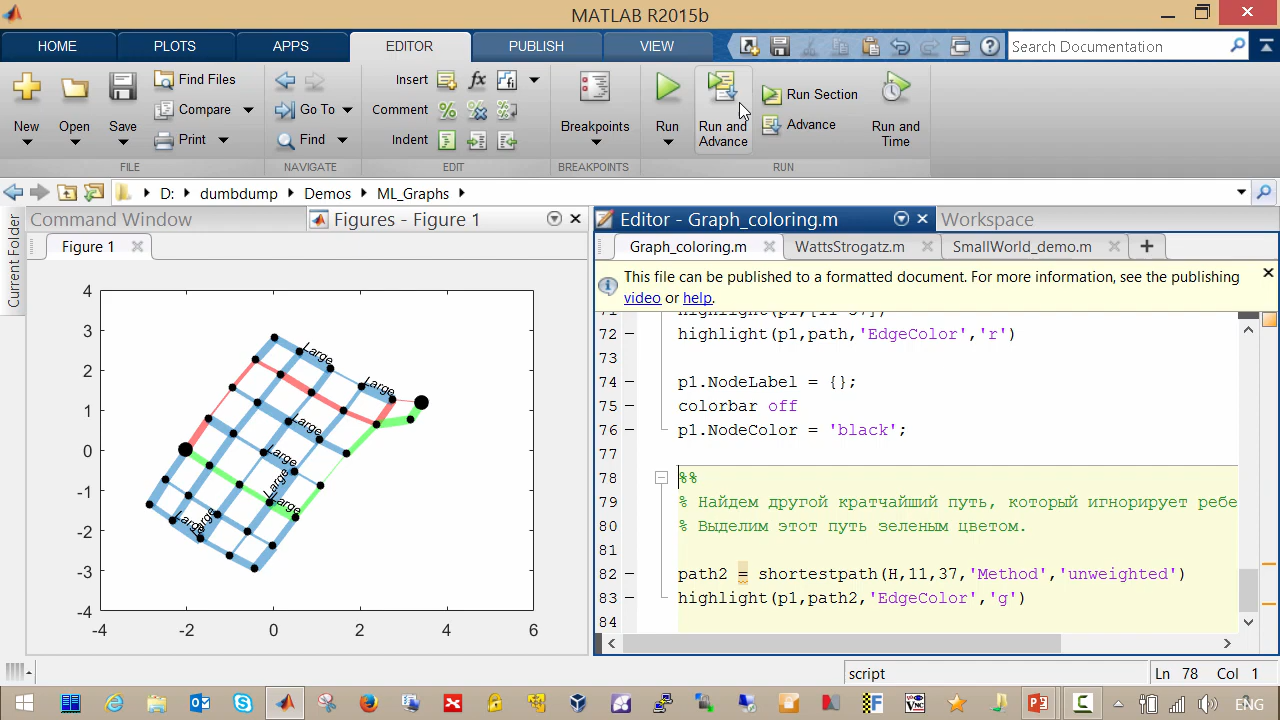 MATLAB R2015b
HOME PLOTS APPS EDITOR PUBLISH VIEW Search Documentation
New Open Save Find Files Compare Print
FILE
Go To Find
NAVIGATE
Insert fx
Comment
Indent
EDIT
Breakpoints
BREAKPOINTS
Run Run and Advance Run Section Advance Run and Time
RUN
D: dumbdump Demos ML_Graphs
Current Folder
Command Window Figures - Figure 1
Figure 1
4
3
2
1
0
-1
-2
-3
-4
-4 -2 0 2 4 6
Large
Large
Large
Large
Large
Large
Large
Large
Editor - Graph_coloring.m Workspace
Graph_coloring.m WattsStrogatz.m SmallWorld_demo.m
This file can be published to a formatted document. For more information, see the publishing
video or help.
72 highlight(p1,path,'EdgeColor','r')
73
74 p1.NodeLabel = {};
75 colorbar off
76 p1.NodeColor = 'black';
77
78 %%
79 % Найдем другой кратчайший путь, который игнорирует ребе
80 % Выделим этот путь зеленым цветом.
81
82 path2 = shortestpath(H,11,37,'Method','unweighted')
83 highlight(p1,path2,'EdgeColor','g')
84
script Ln 78 Col 1
ENG